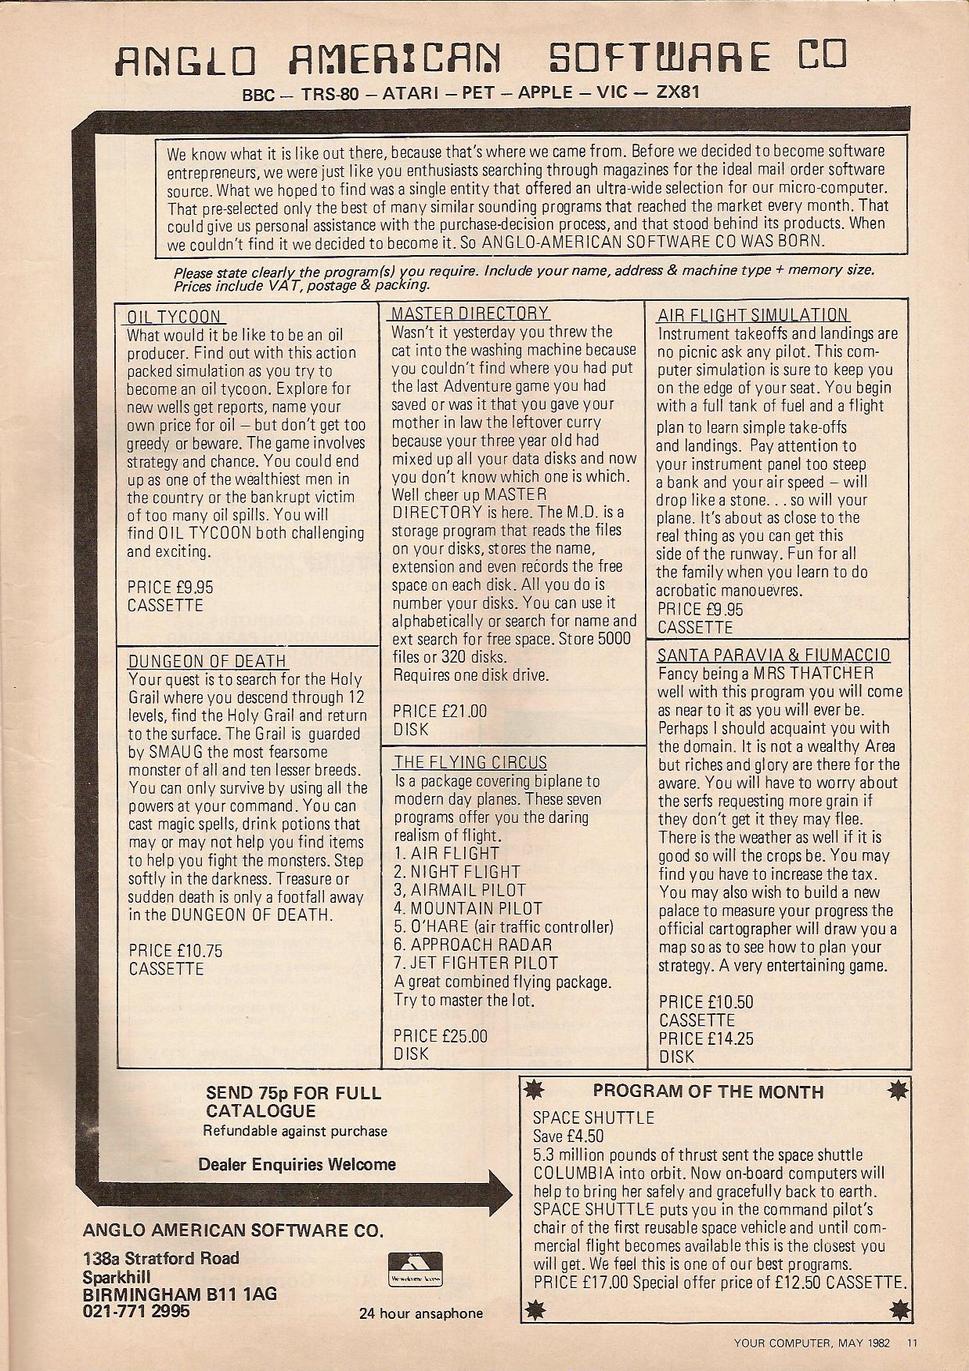 ANGLO AMERICAN SOFTWARE CO
BBC — TRS-80 — ATARI — PET — APPLE — VIC — ZX81
We know what it is like out there, because that's where we came from. Before we decided to become software
entrepreneurs, we were just like you enthusiasts searching through magazines for the ideal mail order software
source. What we hoped to find was a single entity that offered an ultra-wide selection for our micro-computer.
That pre-selected only the best of many similar sounding programs that reached the market every month. That
could give us personal assistance with the purchase-decision process, and that stood behind its products. When
we couldn't find it we decided to become it. So ANGLO-AMERICAN SOFTWARE CO WAS BORN.
Please state clearly the program(s) you require. Include your name, address & machine type + memory size.
Prices include VAT, postage & packing.
OIL TYCOON
What would it be like to be an oil
producer. Find out with this action
packed simulation as you try to
become an oil tycoon. Explore for
new wells get reports, name your
own price for oil — but don't get too
greedy or beware. The game involves
strategy and chance. You could end
up as one of the wealthiest men in
the country or the bankrupt victim
of too many oil spills. You will
find OIL TYCOON both challenging
and exciting.
PRICE £9.95
CASSETTE
DUNGEON OF DEATH
Your quest is to search for the Holy
Grail where you descend through 12
levels, find the Holy Grail and return
to the surface. The Grail is guarded
by SMAUG the most fearsome
monster of all and ten lesser breeds.
You can only survive by using all the
powers at your command. You can
cast magic spells, drink potions that
may or may not help you find items
to help you fight the monsters. Step
softly in the darkness. Treasure or
sudden death is only a footfall away
in the DUNGEON OF DEATH.
PRICE £10.75
CASSETTE
MASTER DIRECTORY
Wasn't it yesterday you threw the
cat into the washing machine because
you couldn't find where you had put
the last Adventure game you had
saved or was it that you gave your
mother in law the leftover curry
because your three year old had
mixed up all your data disks and now
you don't know which one is which.
Well cheer up MASTER
DIRECTORY is here. The M.D. is a
storage program that reads the files
on your disks, stores the name,
extension and even records the free
space on each disk. All you do is
number your disks. You can use it
alphabetically or search for name and
ext search for free space. Store 5000
files or 320 disks.
Requires one disk drive.
PRICE £21.00
DISK
THE FLYING CIRCUS
Is a package covering biplane to
modern day planes. These seven
programs offer you the daring
realism of flight.
1. AIR FLIGHT
2. NIGHT FLIGHT
3, AIRMAIL PILOT
4. MOUNTAIN PILOT
5. O'HARE (air traffic controller)
6. APPROACH RADAR
7. JET FIGHTER PILOT
A great combined flying package.
Try to master the lot.
PRICE £25.00
DISK
AIR FLIGHT SIMULATION
Instrument takeoffs and landings are
no picnic ask any pilot. This com-
puter simulation is sure to keep you
on the edge of your seat. You begin
with a full tank of fuel and a flight
plan to learn simple take-offs
and landings. Pay attention to
your instrument panel too steep
a bank and your air speed — will
drop like a stone. . . so will your
plane. It's about as close to the
real thing as you can get this
side of the runway. Fun for all
the family when you learn to do
acrobatic manouevres.
PRICE £9.95
CASSETTE
SANTA PARAVIA & FIUMACCIO
Fancy being a MRS THATCHER
well with this program you will come
as near to it as you will ever be.
Perhaps I should acquaint you with
the domain. It is not a wealthy Area
but riches and glory are there for the
aware. You will have to worry about
the serfs requesting more grain if
they don't get it they may flee.
There is the weather as well if it is
good so will the crops be. You may
find you have to increase the tax.
You may also wish to build a new
palace to measure your progress the
official cartographer will draw you a
map so as to see how to plan your
strategy. A very entertaining game.
PRICE £10.50
CASSETTE
PRICE £14.25
DISK
SEND 75p FOR FULL
CATALOGUE
Refundable against purchase
Dealer Enquiries Welcome
ANGLO AMERICAN SOFTWARE CO.
138a Stratford Road
Sparkhill
BIRMINGHAM B11 1AG
021-771 2995
We welcome Access
24 hour ansaphone
PROGRAM OF THE MONTH
SPACE SHUTTLE
Save £4.50
5.3 million pounds of thrust sent the space shuttle
COLUMBIA into orbit. Now on-board computers will
help to bring her safely and gracefully back to earth.
SPACE SHUTTLE puts you in the command pilot's
chair of the first reusable space vehicle and until com-
mercial flight becomes available this is the closest you
will get. We feel this is one of our best programs.
PRICE £17.00 Special offer price of £12.50 CASSETTE.
YOUR COMPUTER, MAY 1982 11